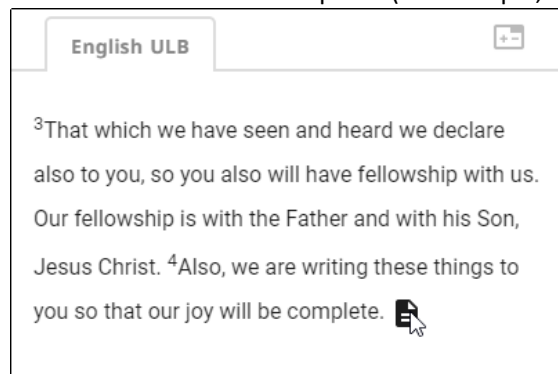 English ULB
³That which we have seen and heard we declare
also to you, so you also will have fellowship with us.
Our fellowship is with the Father and with his Son,
Jesus Christ. ⁴Also, we are writing these things to
you so that our joy will be complete.